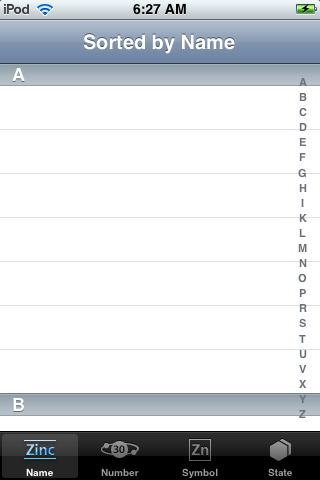 iPod 6:27 AM
Sorted by Name
A
A
B
C
D
E
F
G
H
I
K
L
M
N
O
P
R
S
T
U
V
X
Y
Z
B
Zinc 30 Zn
Name Number Symbol State